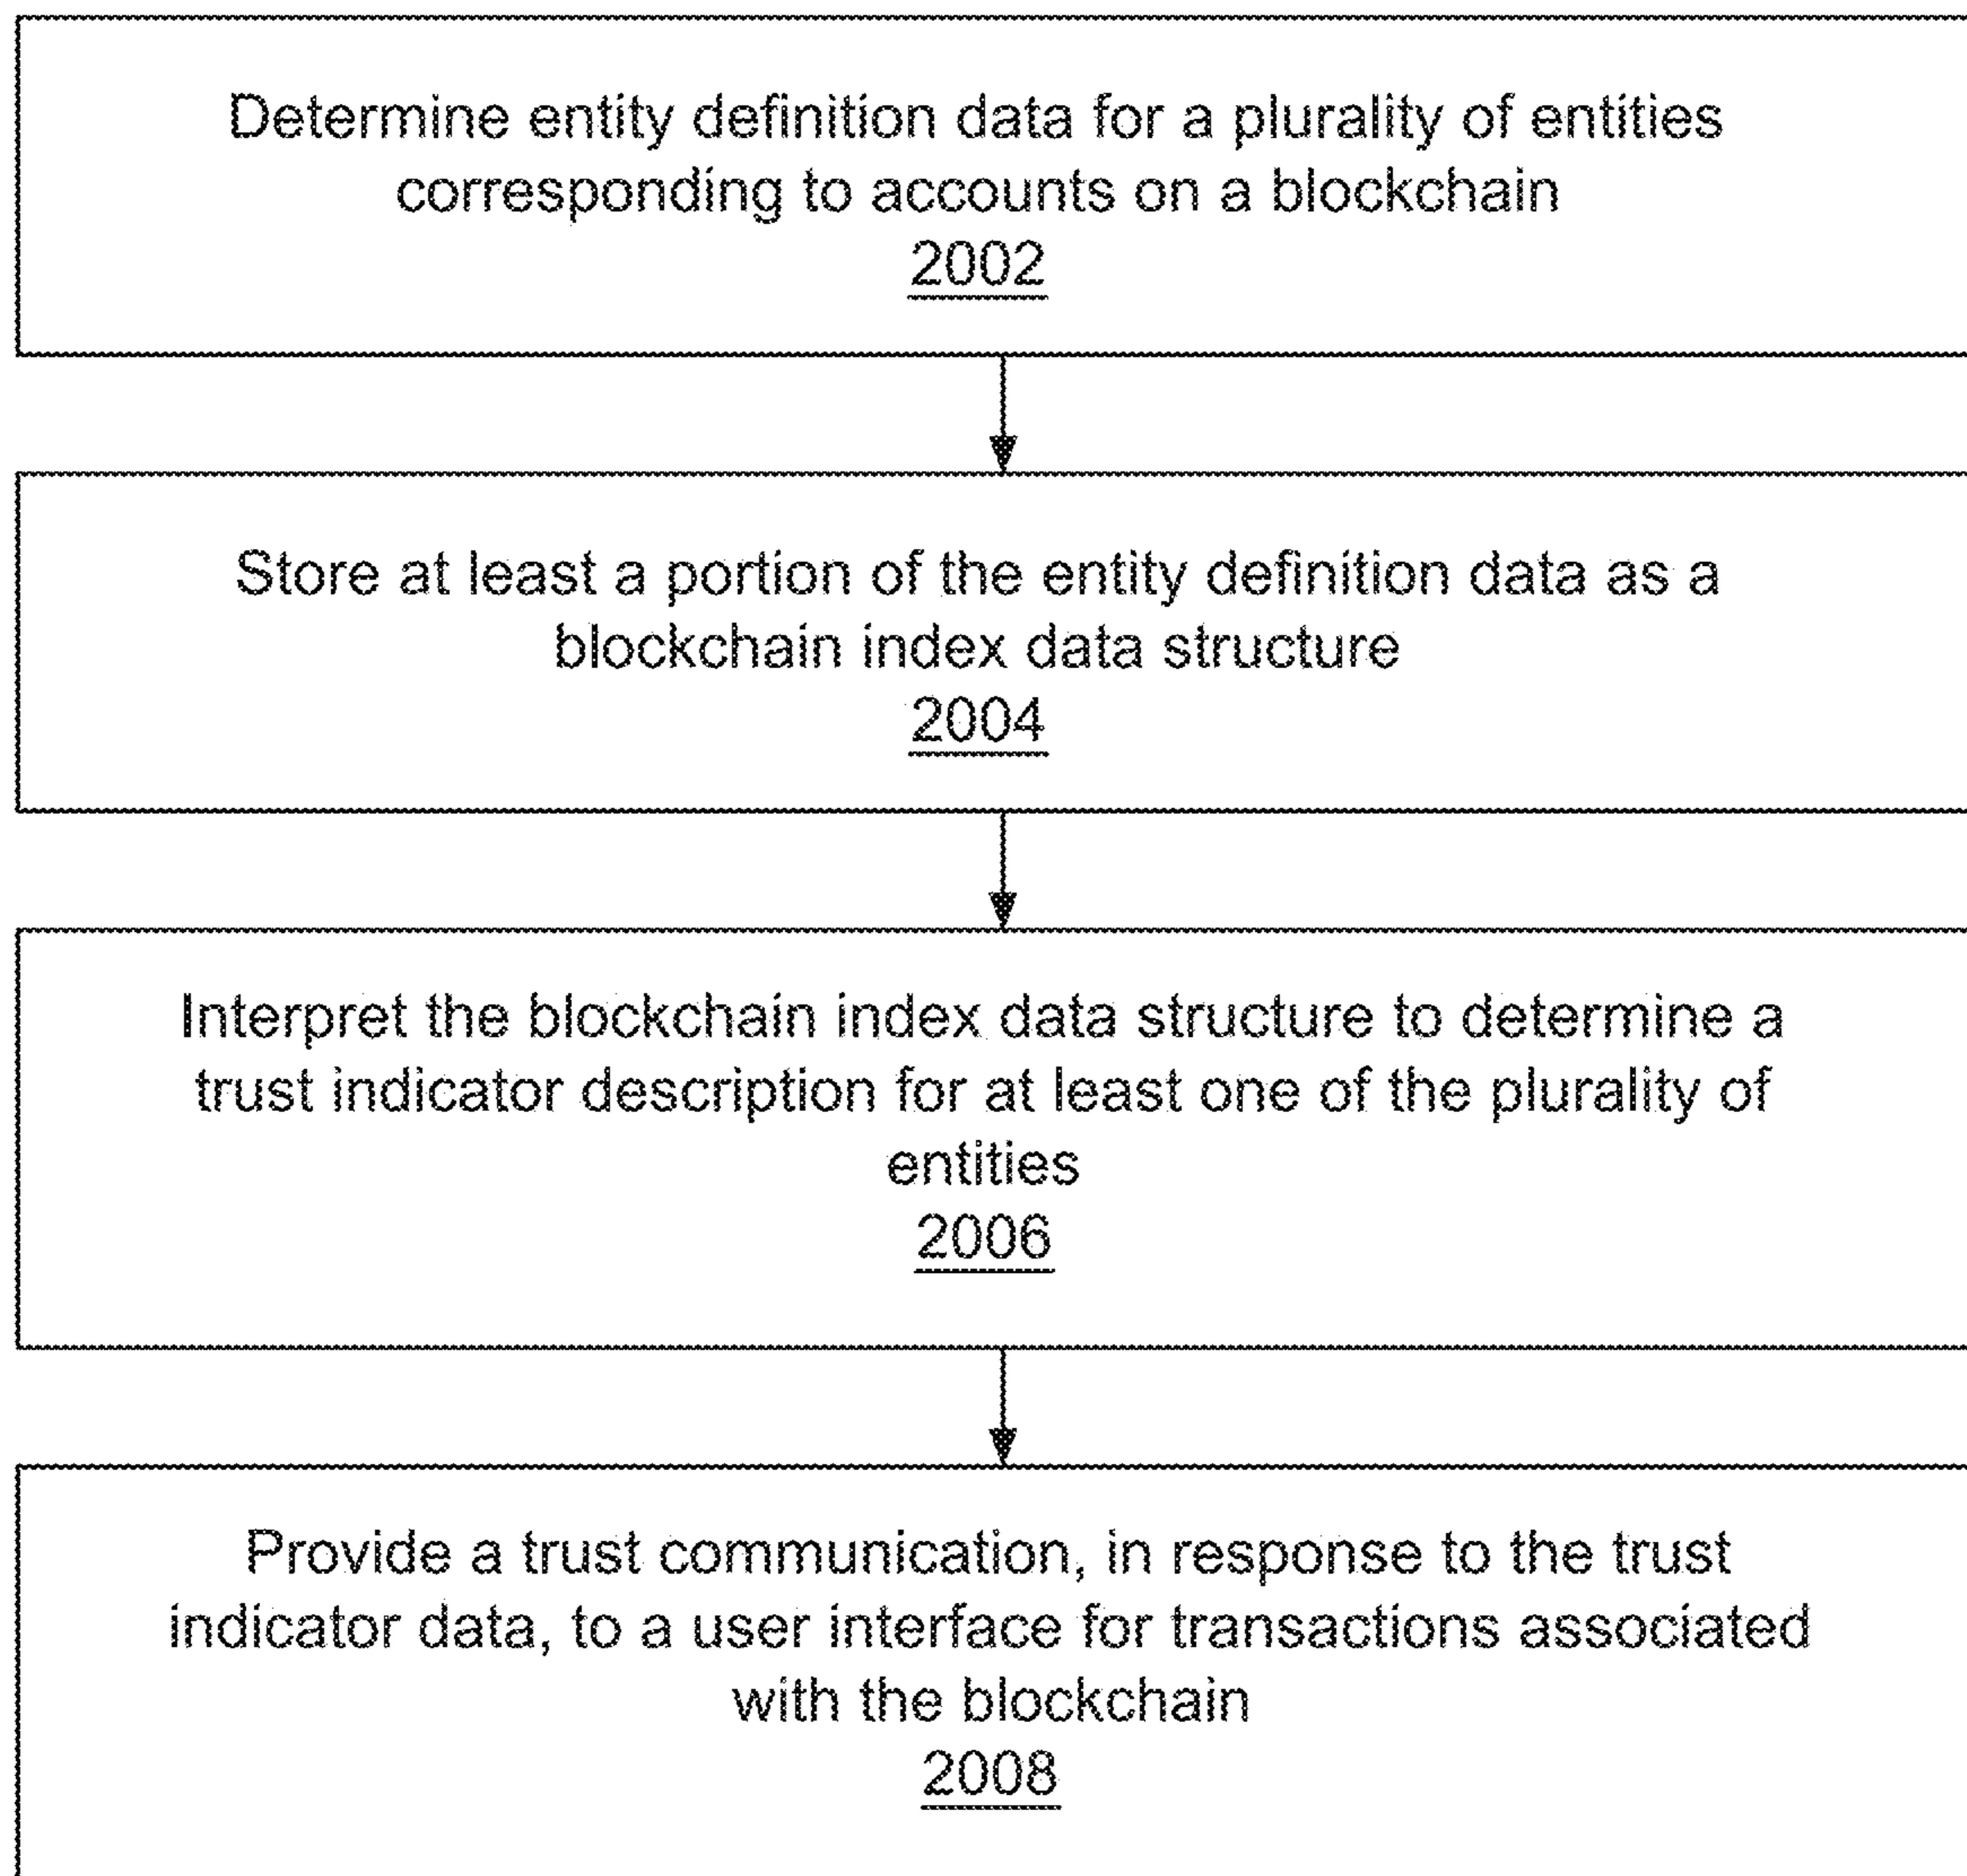 Determine entity definition data for a plurality of entities
corresponding to accounts on a blockchain
2002
Store at least a portion of the entity definition data as a
blockchain index data structure
2004
Interpret the blockchain index data structure to determine a
trust indicator description for at least one of the plurality of
entities
2006
Provide a trust communication, in response to the trust
indicator data, to a user interface for transactions associated
with the blockchain
2008